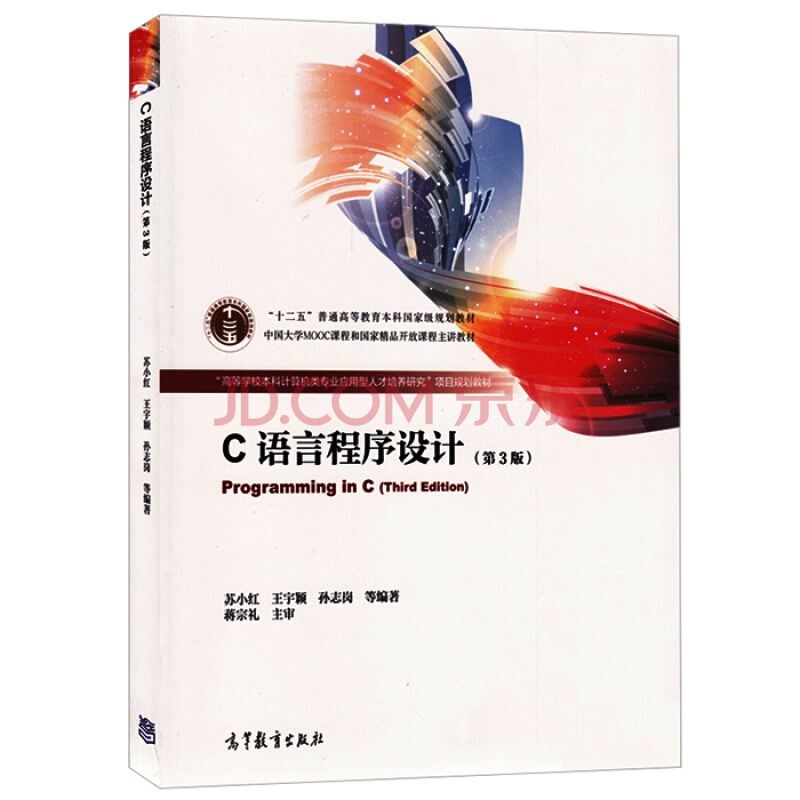 C语言程序设计(第3版)
苏小红 王宇颖 孙志岗 等编著
十二五
“十二五”普通高等教育本科国家级规划教材
中国大学MOOC课程和国家精品开放课程主讲教材
“高等学校本科计算机类专业应用型人才培养研究”项目规划教材
JD.COM 京东
C 语言程序设计(第3版)
Programming in C (Third Edition)
苏小红 王宇颖 孙志岗 等编著
蒋宗礼 主审
高等教育出版社